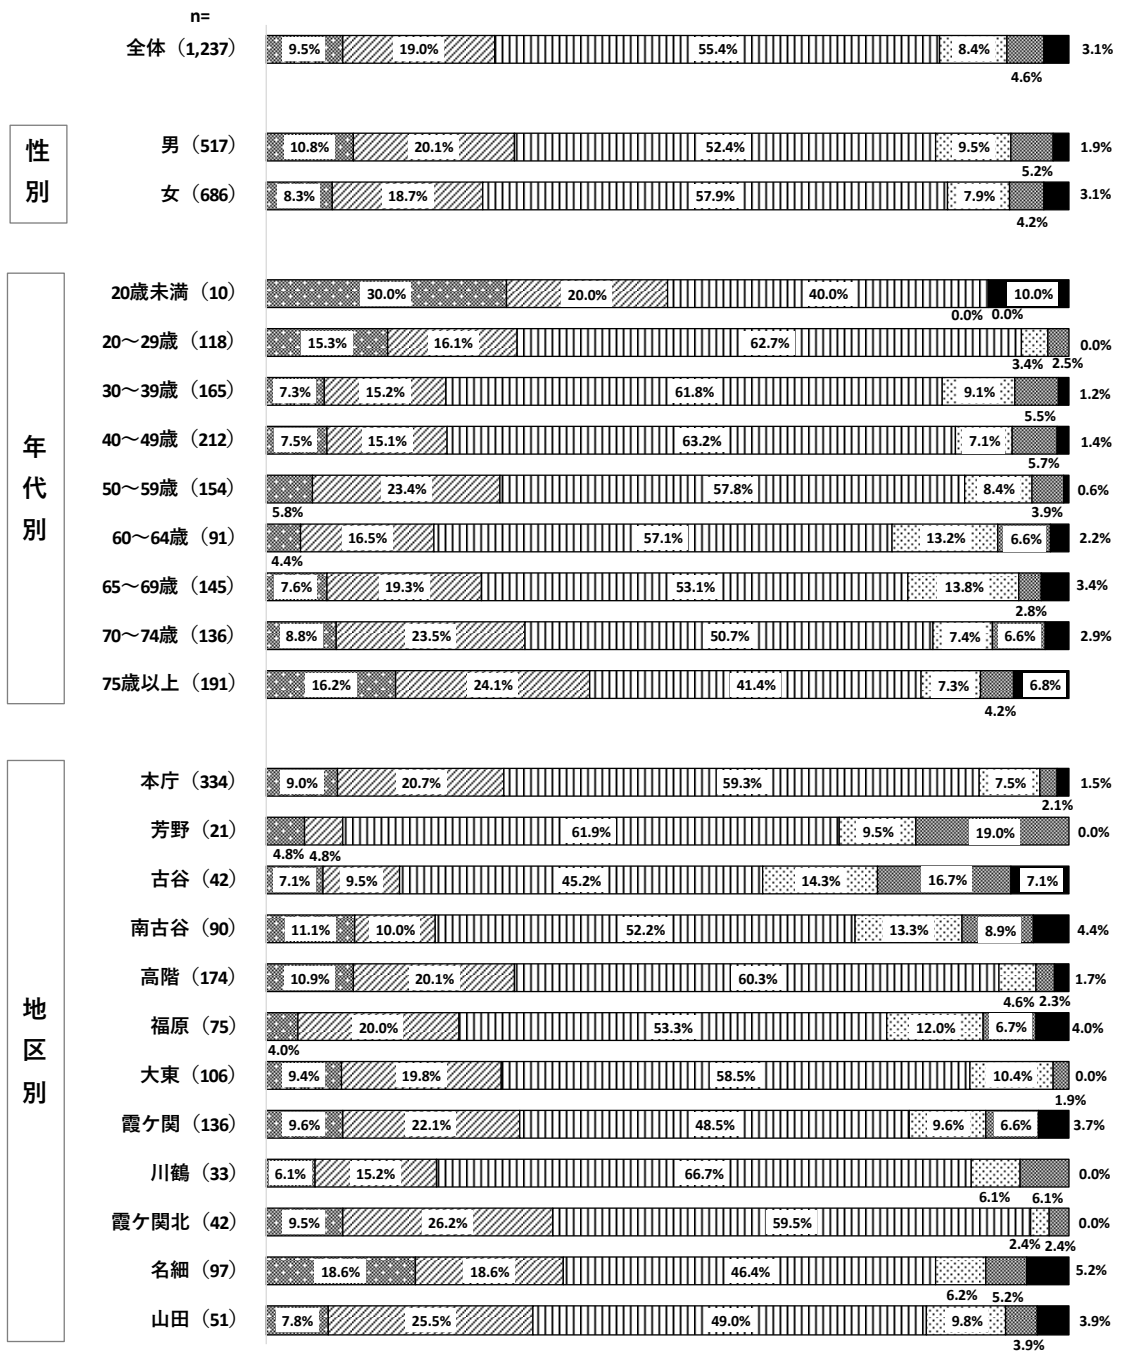 n=
全体（1,237） 9.5% 19.0% 55.4% 8.4% 4.6% 3.1%
性別
男（517） 10.8% 20.1% 52.4% 9.5% 5.2% 1.9%
女（686） 8.3% 18.7% 57.9% 7.9% 4.2% 3.1%
年代別
20歳未満（10） 30.0% 20.0% 40.0% 0.0% 0.0% 10.0%
20～29歳（118） 15.3% 16.1% 62.7% 3.4% 2.5% 0.0%
30～39歳（165） 7.3% 15.2% 61.8% 9.1% 5.5% 1.2%
40～49歳（212） 7.5% 15.1% 63.2% 7.1% 5.7% 1.4%
50～59歳（154） 5.8% 23.4% 57.8% 8.4% 3.9% 0.6%
60～64歳（91） 4.4% 16.5% 57.1% 13.2% 6.6% 2.2%
65～69歳（145） 7.6% 19.3% 53.1% 13.8% 2.8% 3.4%
70～74歳（136） 8.8% 23.5% 50.7% 7.4% 6.6% 2.9%
75歳以上（191） 16.2% 24.1% 41.4% 7.3% 4.2% 6.8%
地区別
本庁（334） 9.0% 20.7% 59.3% 7.5% 2.1% 1.5%
芳野（21） 4.8% 4.8% 61.9% 9.5% 19.0% 0.0%
古谷（42） 7.1% 9.5% 45.2% 14.3% 16.7% 7.1%
南古谷（90） 11.1% 10.0% 52.2% 13.3% 8.9% 4.4%
高階（174） 10.9% 20.1% 60.3% 4.6% 2.3% 1.7%
福原（75） 4.0% 20.0% 53.3% 12.0% 6.7% 4.0%
大東（106） 9.4% 19.8% 58.5% 10.4% 1.9% 0.0%
霞ケ関（136） 9.6% 22.1% 48.5% 9.6% 6.6% 3.7%
川鶴（33） 6.1% 15.2% 66.7% 6.1% 6.1% 0.0%
霞ケ関北（42） 9.5% 26.2% 59.5% 2.4% 2.4% 0.0%
名細（97） 18.6% 18.6% 46.4% 6.2% 5.2% 5.2%
山田（51） 7.8% 25.5% 49.0% 9.8% 3.9% 3.9%